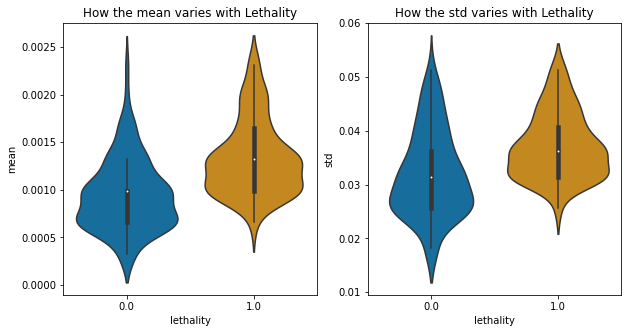 How the mean varies with Lethality
0.0025
0.0020
0.0015
0.0010
0.0005
0.0000
mean
0.0
1.0
lethality
How the std varies with Lethality
0.06
0.05
0.04
0.03
0.02
0.01
std
0.0
1.0
lethality